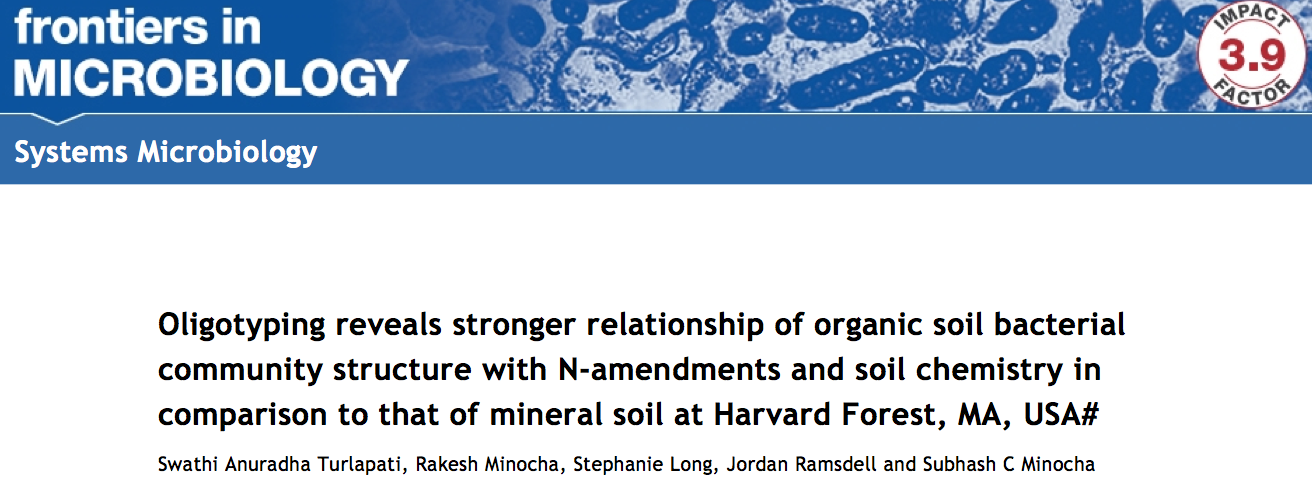 frontiers in
MICROBIOLOGY
IMPACT
3.9
FACTOR
Systems Microbiology
Oligotyping reveals stronger relationship of organic soil bacterial
community structure with N-amendments and soil chemistry in
comparison to that of mineral soil at Harvard Forest, MA, USA#
Swathi Anuradha Turlapati, Rakesh Minocha, Stephanie Long, Jordan Ramsdell and Subhash C Minocha